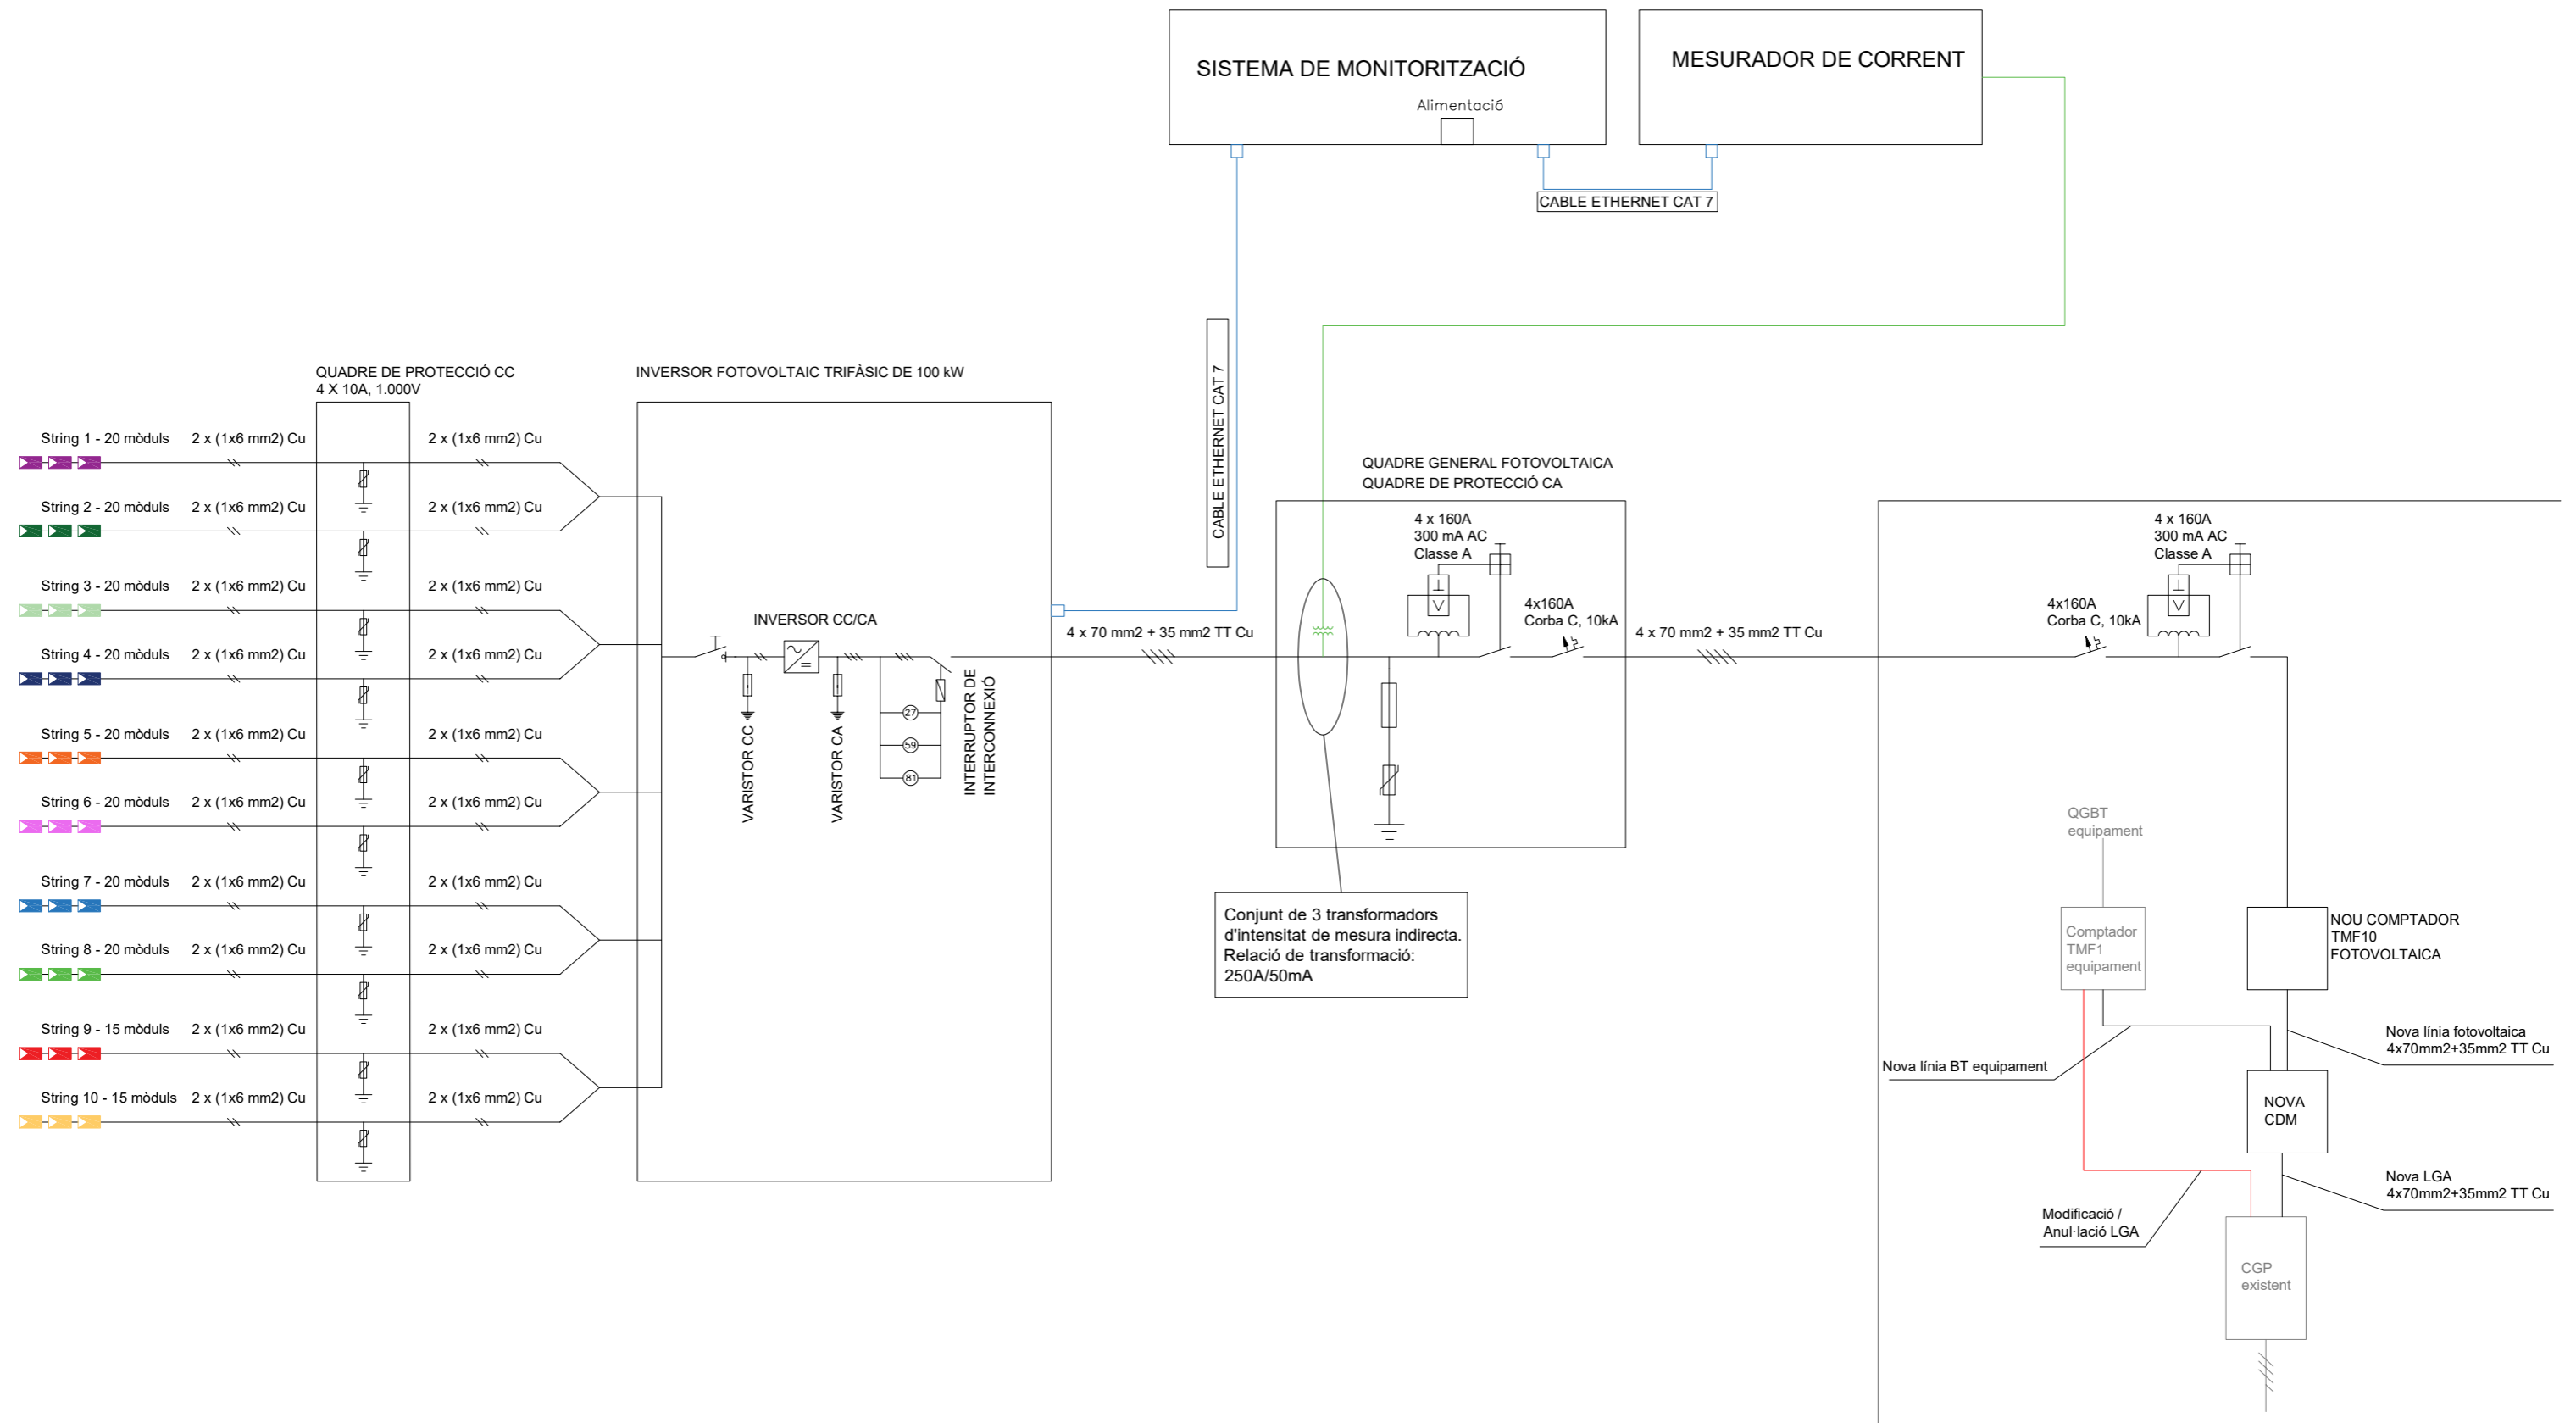 SISTEMA DE MONITORITZACIÓ
Alimentació
MESURADOR DE CORRENT
CABLE ETHERNET CAT 7
CABLE ETHERNET CAT 7
QUADRE DE PROTECCIÓ CC
4 X 10A, 1.000V
INVERSOR FOTOVOLTAIC TRIFÀSIC DE 100 kW
String 1 - 20 mòduls 2 x (1x6 mm2) Cu 2 x (1x6 mm2) Cu
String 2 - 20 mòduls 2 x (1x6 mm2) Cu 2 x (1x6 mm2) Cu
String 3 - 20 mòduls 2 x (1x6 mm2) Cu 2 x (1x6 mm2) Cu
String 4 - 20 mòduls 2 x (1x6 mm2) Cu 2 x (1x6 mm2) Cu
String 5 - 20 mòduls 2 x (1x6 mm2) Cu 2 x (1x6 mm2) Cu
String 6 - 20 mòduls 2 x (1x6 mm2) Cu 2 x (1x6 mm2) Cu
String 7 - 20 mòduls 2 x (1x6 mm2) Cu 2 x (1x6 mm2) Cu
String 8 - 20 mòduls 2 x (1x6 mm2) Cu 2 x (1x6 mm2) Cu
String 9 - 15 mòduls 2 x (1x6 mm2) Cu 2 x (1x6 mm2) Cu
String 10 - 15 mòduls 2 x (1x6 mm2) Cu 2 x (1x6 mm2) Cu
INVERSOR CC/CA
VARISTOR CC
VARISTOR CA
27
59
81
INTERRUPTOR DE
INTERCONNEXIÓ
4 x 70 mm2 + 35 mm2 TT Cu
QUADRE GENERAL FOTOVOLTAICA
QUADRE DE PROTECCIÓ CA
4 x 160A
300 mA AC
Classe A
V
4x160A
Corba C, 10kA
Conjunt de 3 transformadors
d'intensitat de mesura indirecta.
Relació de transformació:
250A/50mA
4 x 70 mm2 + 35 mm2 TT Cu
4x160A
Corba C, 10kA
4 x 160A
300 mA AC
Classe A
V
QGBT
equipament
Comptador
TMF1
equipament
NOU COMPTADOR
TMF10
FOTOVOLTAICA
Nova línia fotovoltaica
4x70mm2+35mm2 TT Cu
Nova línia BT equipament
NOVA
CDM
Nova LGA
4x70mm2+35mm2 TT Cu
Modificació /
Anul·lació LGA
CGP
existent